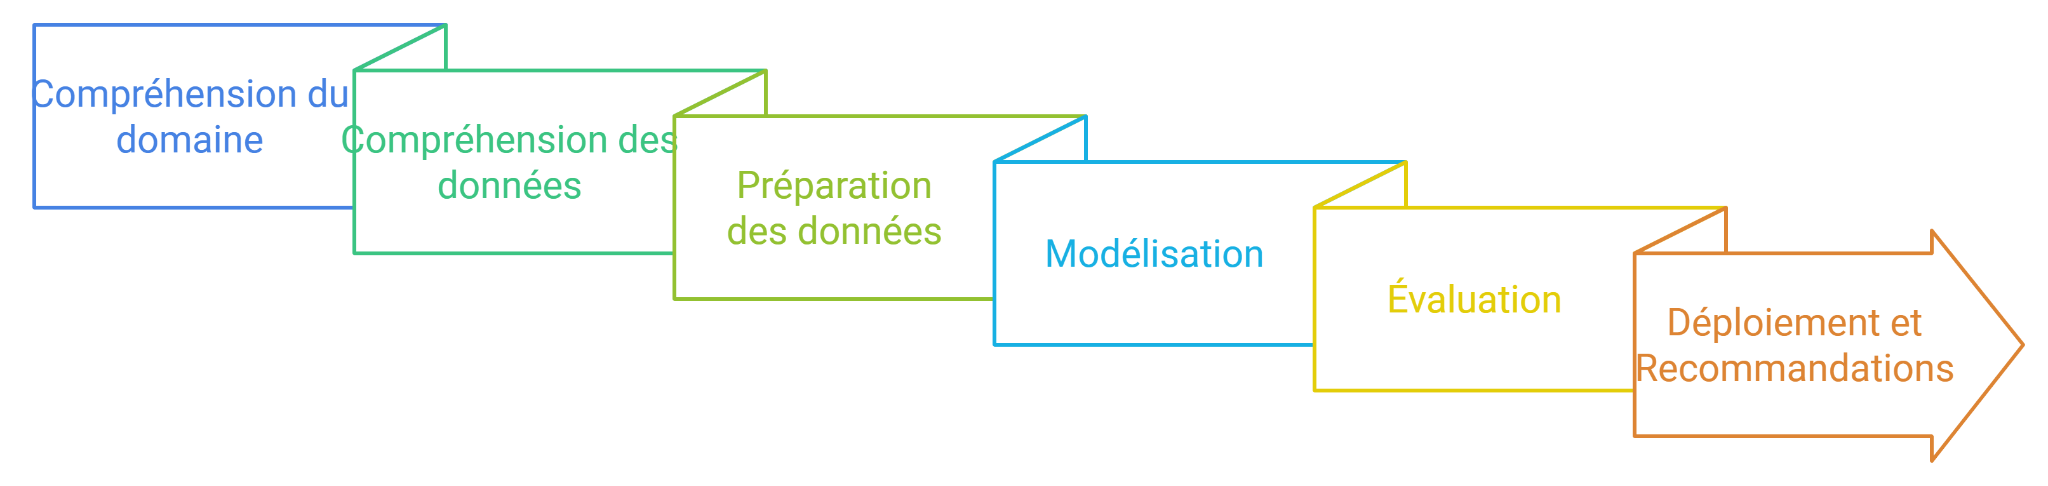 Compréhension du
domaine
Compréhension des
données
Préparation
des données
Modélisation
Évaluation
Déploiement et
Recommandations